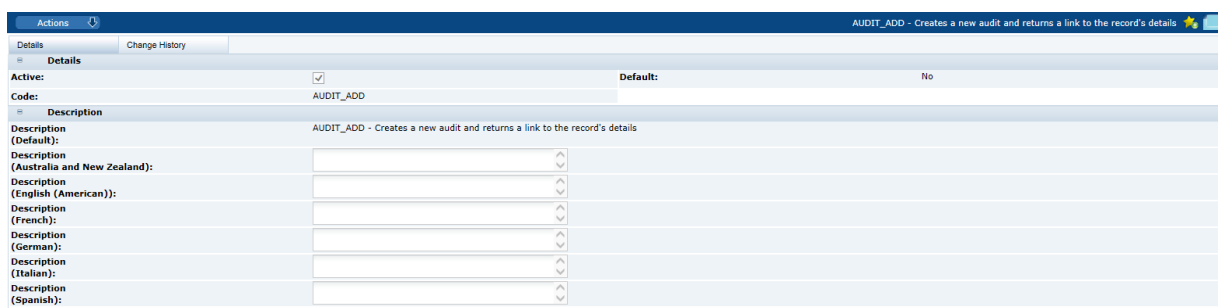 Actions
AUDIT_ADD - Creates a new audit and returns a link to the record's details
Details Change History
Details
Active: Default: No
Code: AUDIT_ADD
Description
Description
(Default): AUDIT_ADD - Creates a new audit and returns a link to the record's details
Description
(Australia and New Zealand):
Description
(English (American)):
Description
(French):
Description
(German):
Description
(Italian):
Description
(Spanish):